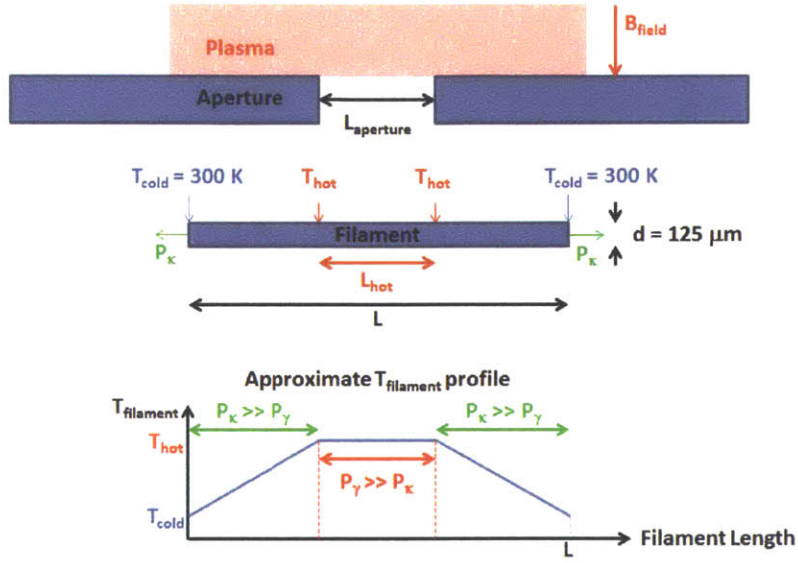 Plasma
B_field
Aperture
L_aperture
T_cold = 300 K
T_hot
T_hot
T_cold = 300 K
Filament
d = 125 μm
P_κ
P_κ
L_hot
L
Approximate T_filament profile
T_filament
P_κ >> P_γ
P_κ >> P_γ
T_hot
P_γ >> P_κ
T_cold
L
Filament Length